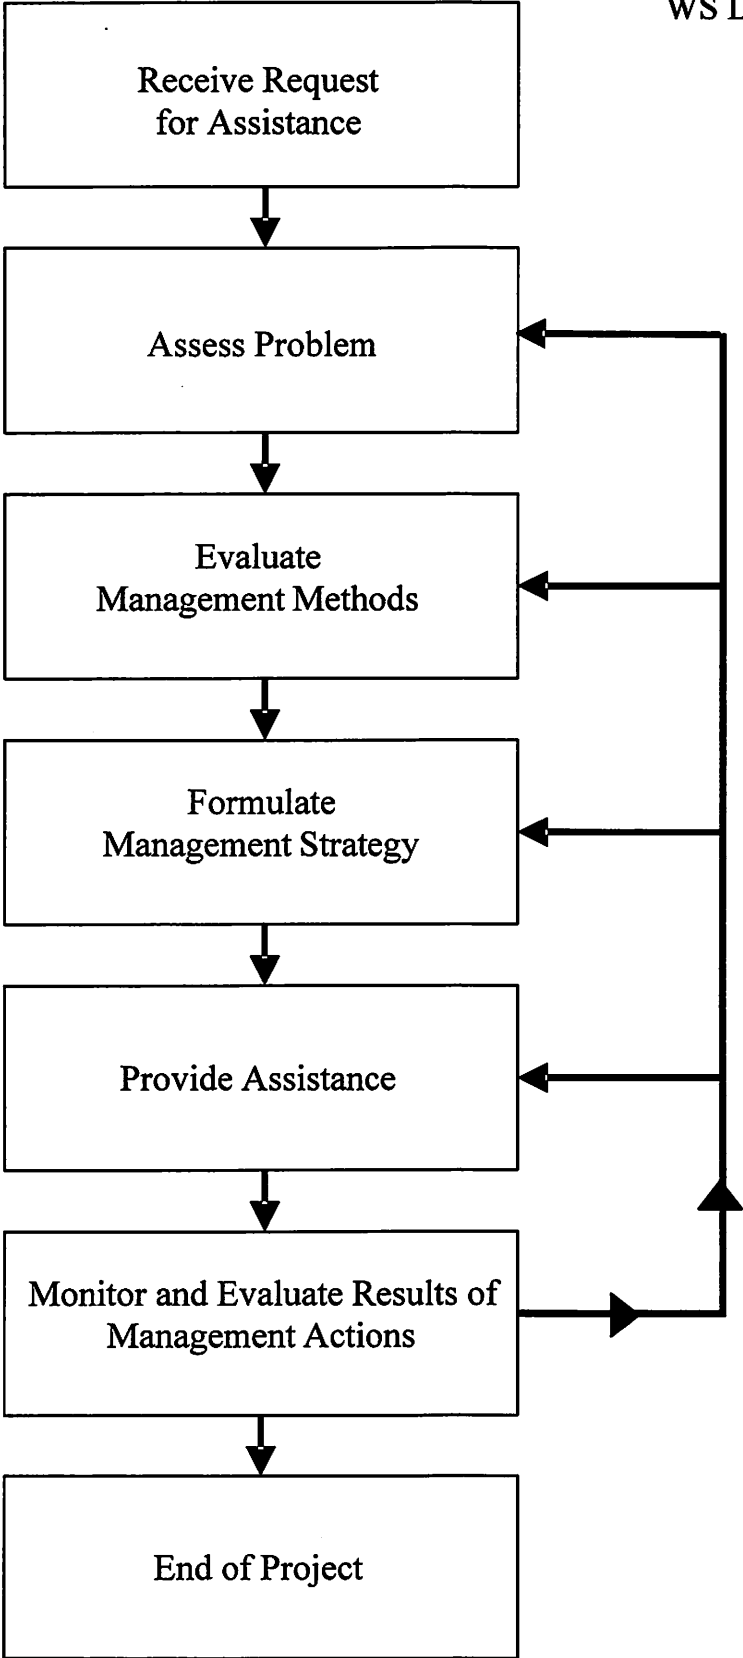 WS
Receive Request
for Assistance
Assess Problem
Evaluate
Management Methods
Formulate
Management Strategy
Provide Assistance
Monitor and Evaluate Results of
Management Actions
End of Project